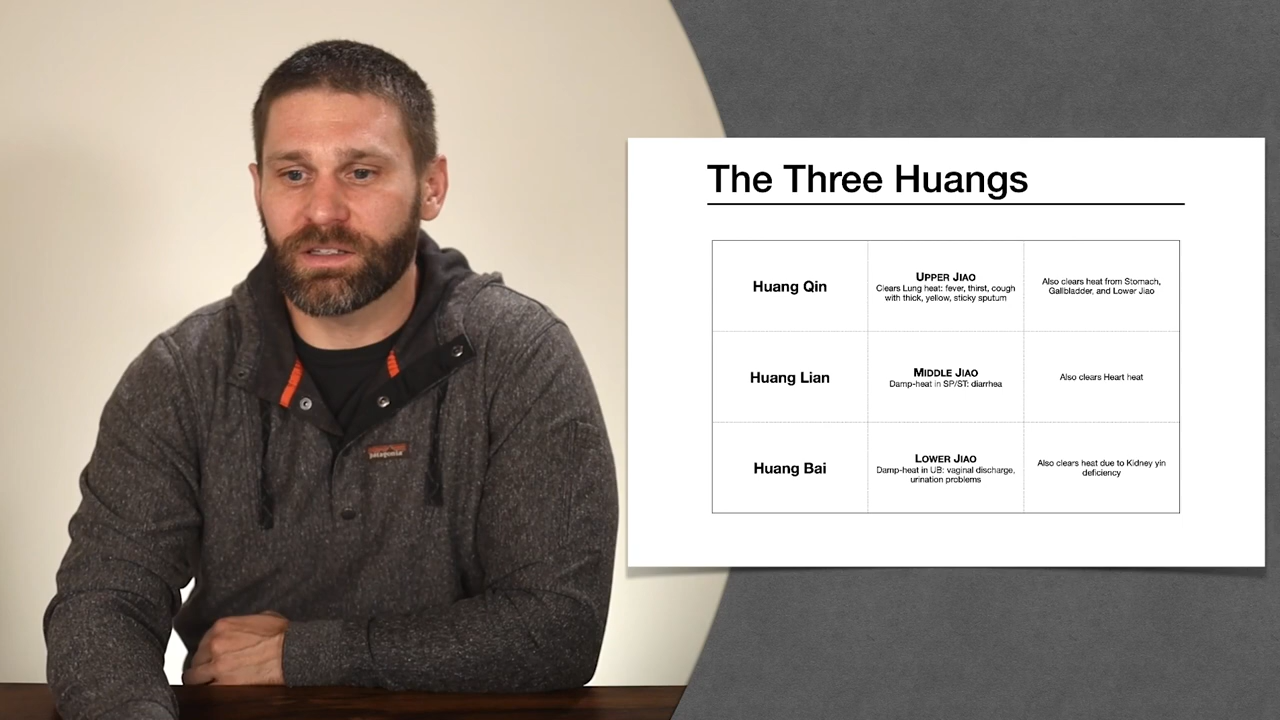 The Three Huangs
Huang Qin
UPPER JIAO
Clears Lung heat: fever, thirst, cough
with thick, yellow, sticky sputum
Also clears heat from Stomach,
Gallbladder, and Lower Jiao
Huang Lian
MIDDLE JIAO
Damp-heat in SP/ST: diarrhea
Also clears Heart heat
Huang Bai
LOWER JIAO
Damp-heat in UB: vaginal discharge,
urination problems
Also clears heat due to Kidney yin
deficiency
patagonia